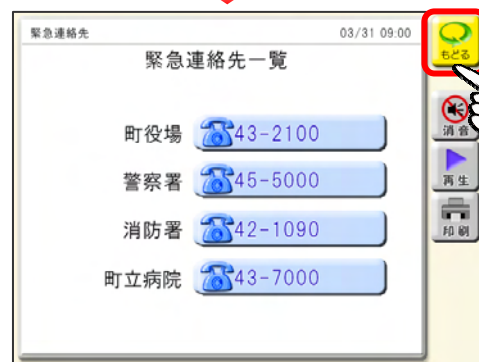 緊急連絡先 03/31 09:00
緊急連絡先一覧
町役場 43-2100
警察署 45-5000
消防署 42-1090
町立病院 43-7000
もどる
消音
再生
印刷